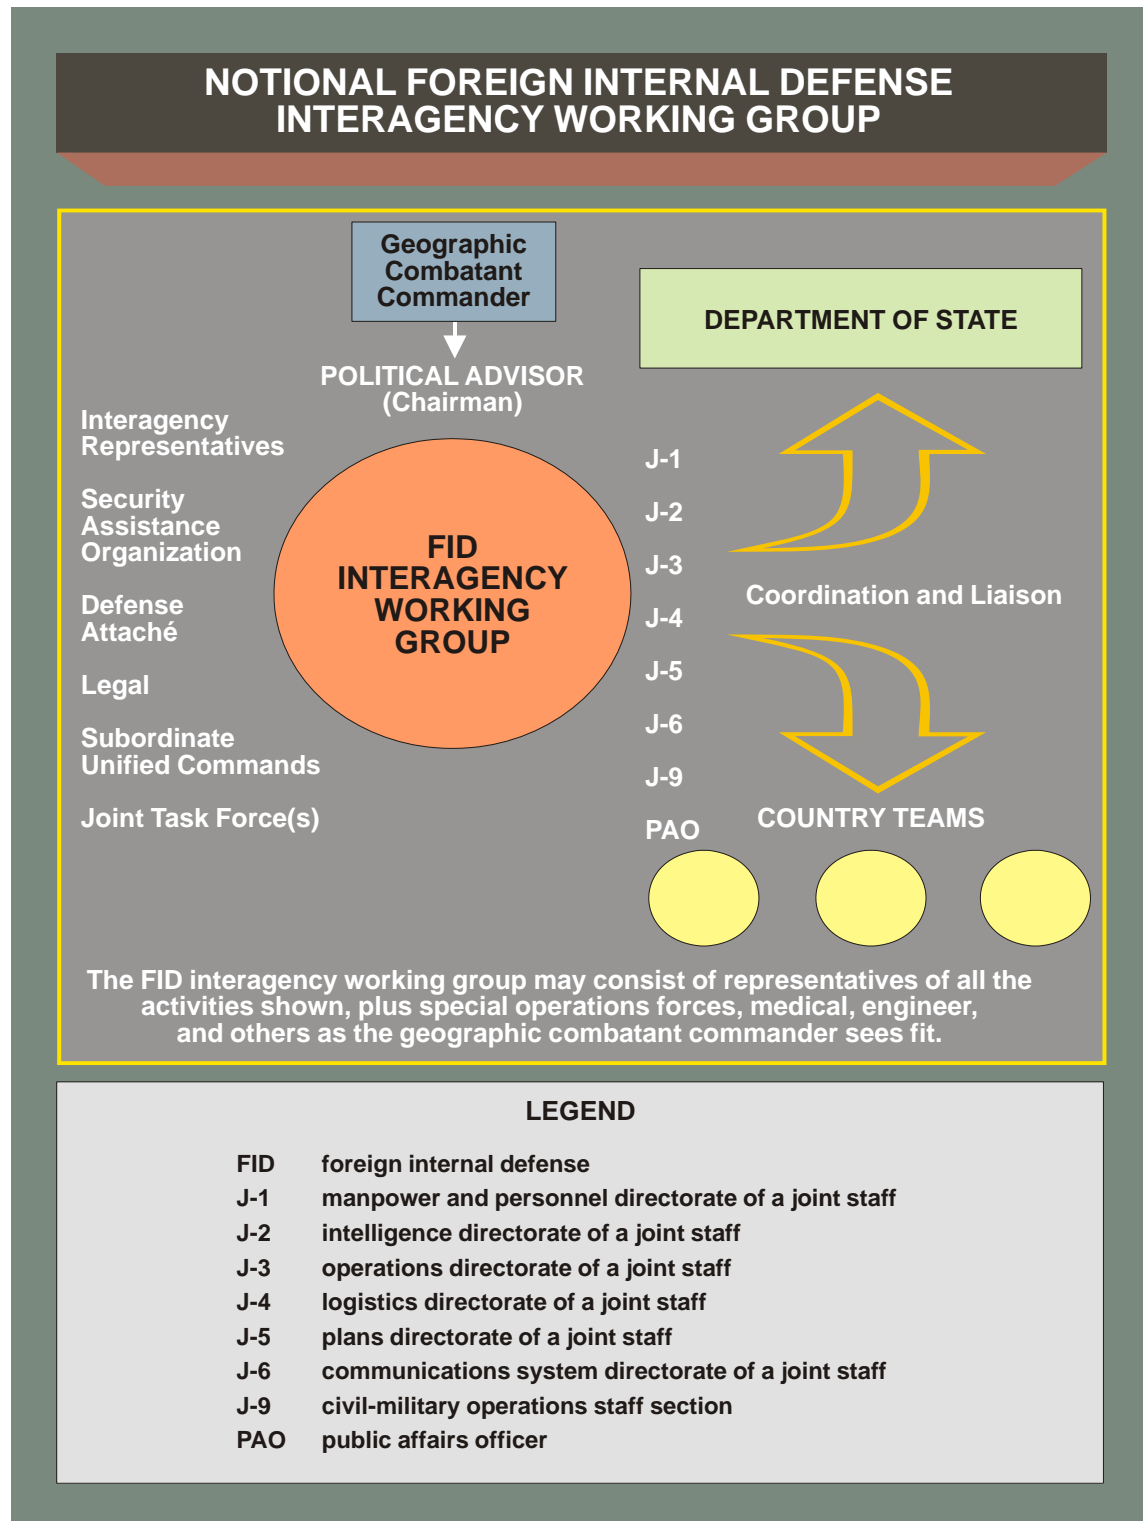 NOTIONAL FOREIGN INTERNAL DEFENSE
INTERAGENCY WORKING GROUP
Geographic
Combatant
Commander
POLITICAL ADVISOR
(Chairman)
Interagency
Representatives
Security
Assistance
Organization
Defense
Attaché
Legal
Subordinate
Unified Commands
Joint Task Force(s)
FID
INTERAGENCY
WORKING
GROUP
J-1
J-2
J-3
J-4
J-5
J-6
J-9
PAO
DEPARTMENT OF STATE
Coordination and Liaison
COUNTRY TEAMS
The FID interagency working group may consist of representatives of all the
activities shown, plus special operations forces, medical, engineer,
and others as the geographic combatant commander sees fit.
LEGEND
FID foreign internal defense
J-1 manpower and personnel directorate of a joint staff
J-2 intelligence directorate of a joint staff
J-3 operations directorate of a joint staff
J-4 logistics directorate of a joint staff
J-5 plans directorate of a joint staff
J-6 communications system directorate of a joint staff
J-9 civil-military operations staff section
PAO public affairs officer